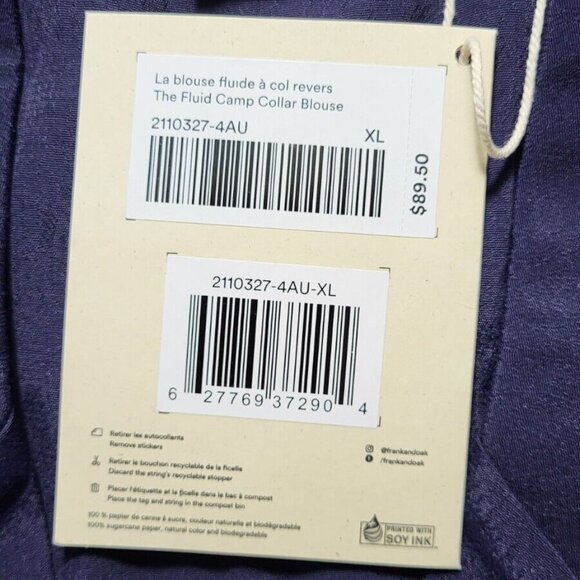 La blouse fluide à col revers
The Fluid Camp Collar Blouse
2110327-4AU XL
$89.50
2110327-4AU-XL
6 27769 37290 4
Retirer les autocollants
Remove stickers
Retirer le bouchon recyclable de la ficelle
Discard the string's recyclable stopper
Placer l'étiquette et la ficelle dans le bac à compost
Place the tag and string in the compost bin
100 % papier de canne à sucre, couleur naturelle et biodégradable
100% sugarcane paper, natural color and biodegradable
@frankandoak
/frankandoak
PRINTED WITH
SOY INK